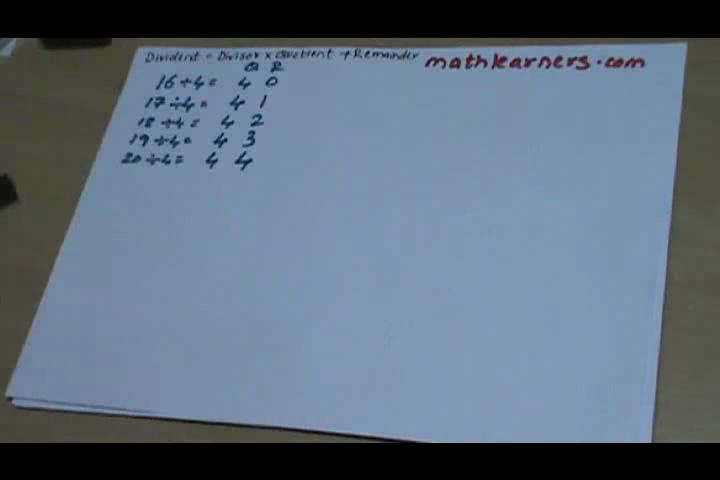 Divident = Divisor x Quotient + Remainder
mathlearners.com
Q R
16 ÷ 4 = 4 0
17 ÷ 4 = 4 1
18 ÷ 4 = 4 2
19 ÷ 4 = 4 3
20 ÷ 4 = 4 4